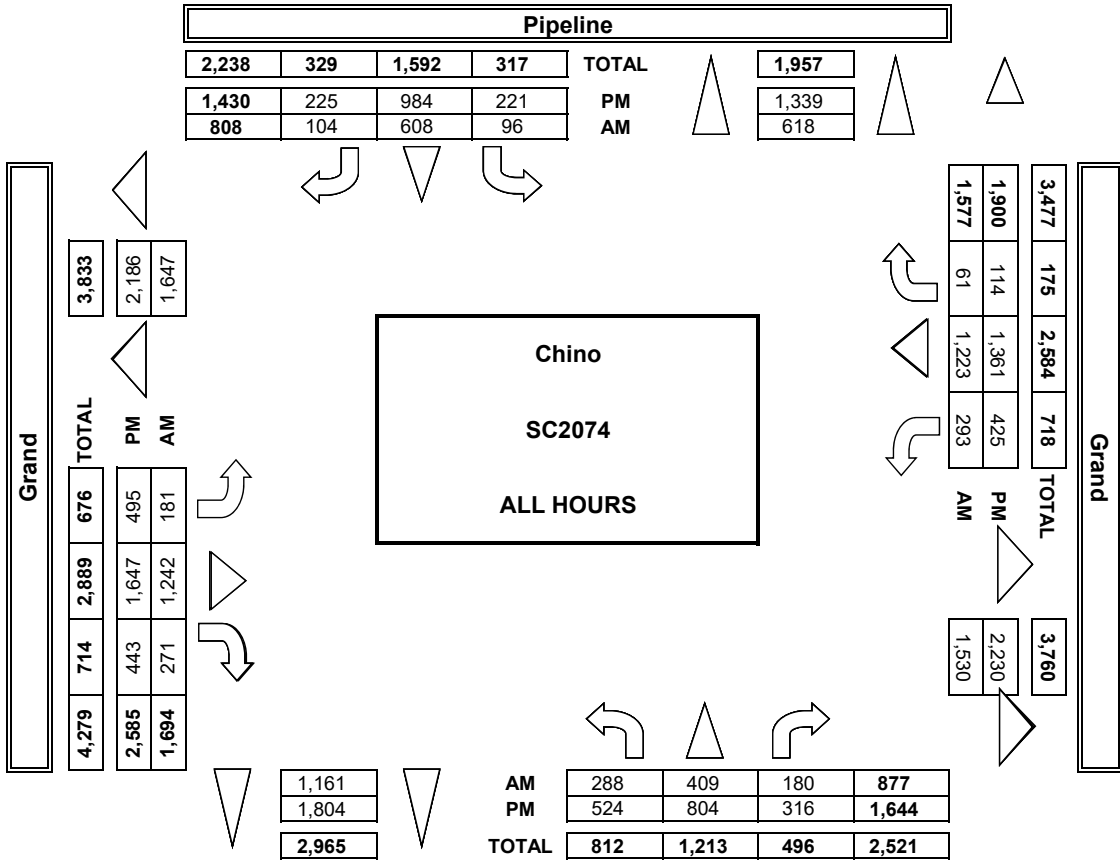 Pipeline
2,238 329 1,592 317 TOTAL 1,957
1,430 225 984 221 PM 1,339
808 104 608 96 AM 618
Grand
3,833
2,186
1,647
TOTAL
PM
AM
676 2,889 714 4,279
495 1,647 443 2,585
181 1,242 271 1,694
Chino
SC2074
ALL HOURS
3,477 175 2,584 718 TOTAL
1,900 114 1,361 425 PM
1,577 61 1,223 293 AM
3,760
2,230
1,530
Grand
1,161 AM 288 409 180 877
1,804 PM 524 804 316 1,644
2,965 TOTAL 812 1,213 496 2,521